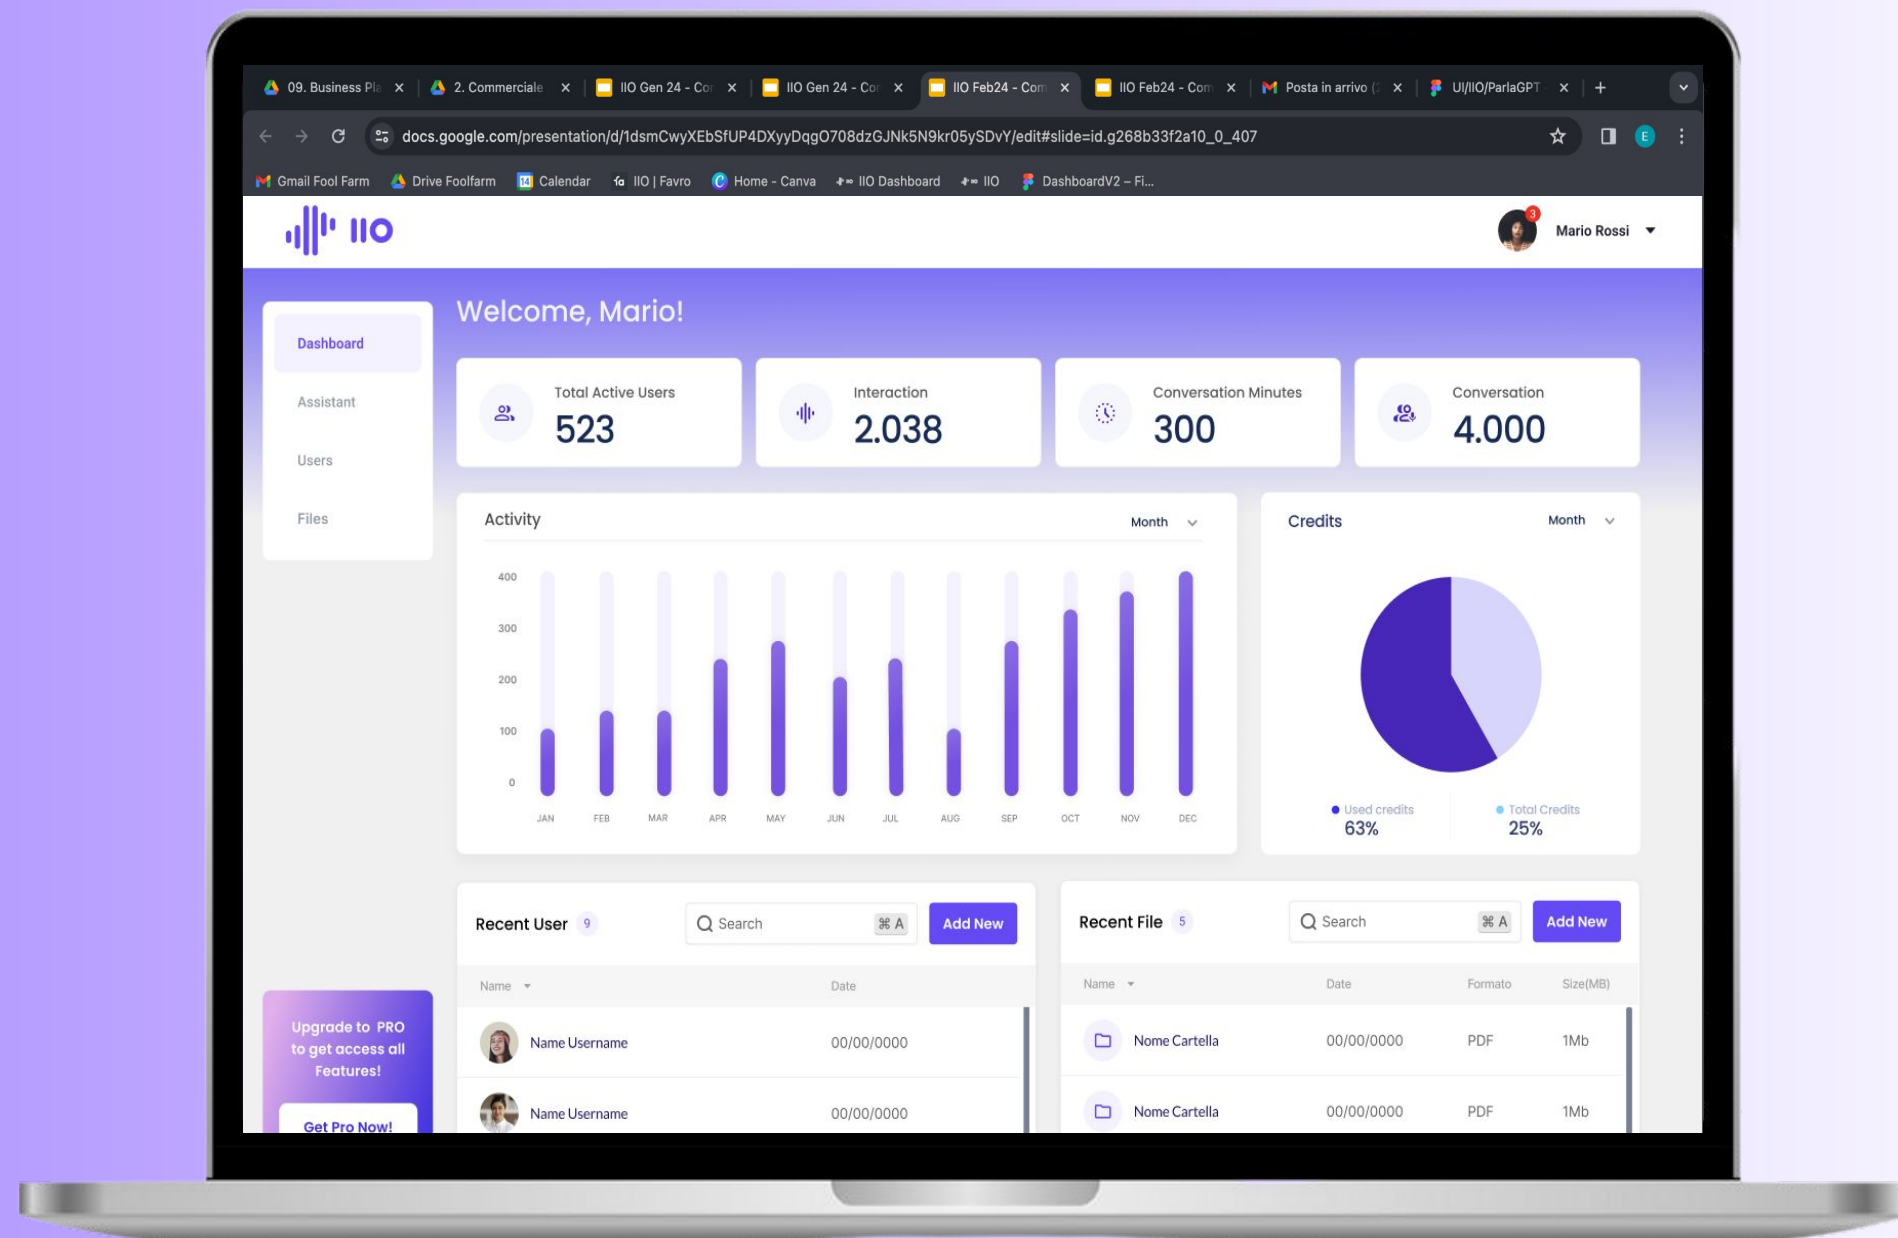 09. Business Pla
2. Commerciale
IIO Gen 24 - Con
IIO Gen 24 - Con
IIO Feb24 - Com
IIO Feb24 - Com
Posta in arrivo (2
UI/IIO/ParlaGPT -
docs.google.com/presentation/d/1dsmCwyXEbSfUP4DXyyDqgO708dzGJNk5N9kr05ySDvY/edit#slide=id.g268b33f2a10_0_407
E
Gmail Fool Farm
Drive Foolfarm
14 Calendar
fa IIO | Favro
Home - Canva
IIO Dashboard
IIO
DashboardV2 – Fi...
IIO
3
Mario Rossi
Dashboard
Assistant
Users
Files
Welcome, Mario!
Total Active Users
523
Interaction
2.038
Conversation Minutes
300
Conversation
4.000
Activity
Month
400
300
200
100
0
JAN FEB MAR APR MAY JUN JUL AUG SEP OCT NOV DEC
Credits
Month
Used credits
63%
Total Credits
25%
Recent User 9
Search
⌘ A
Add New
Name Date
Name Username 00/00/0000
Name Username 00/00/0000
Recent File 5
Search
⌘ A
Add New
Name Date Formato Size(MB)
Nome Cartella 00/00/0000 PDF 1Mb
Nome Cartella 00/00/0000 PDF 1Mb
Upgrade to PRO
to get access all
Features!
Get Pro Now!